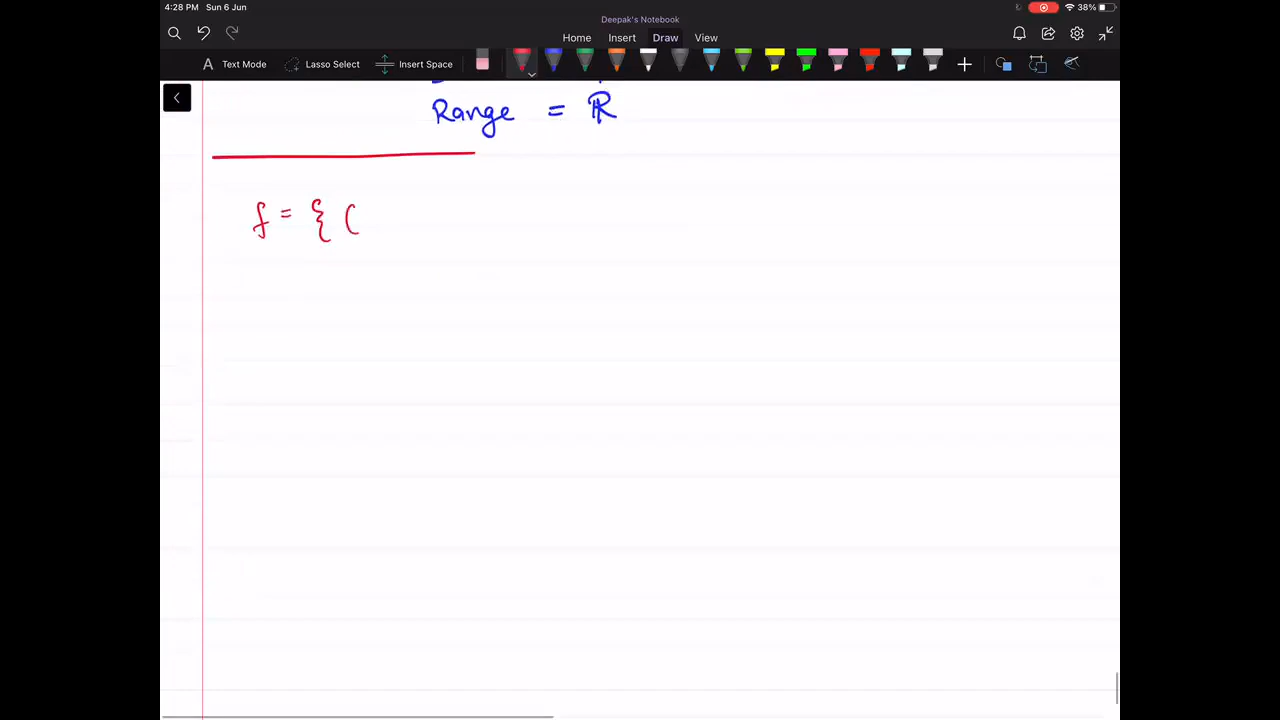 4:28 PM Sun 6 Jun 38%
Deepak's Notebook
Home Insert Draw View
A Text Mode Lasso Select Insert Space
Range = ℝ
f = { (